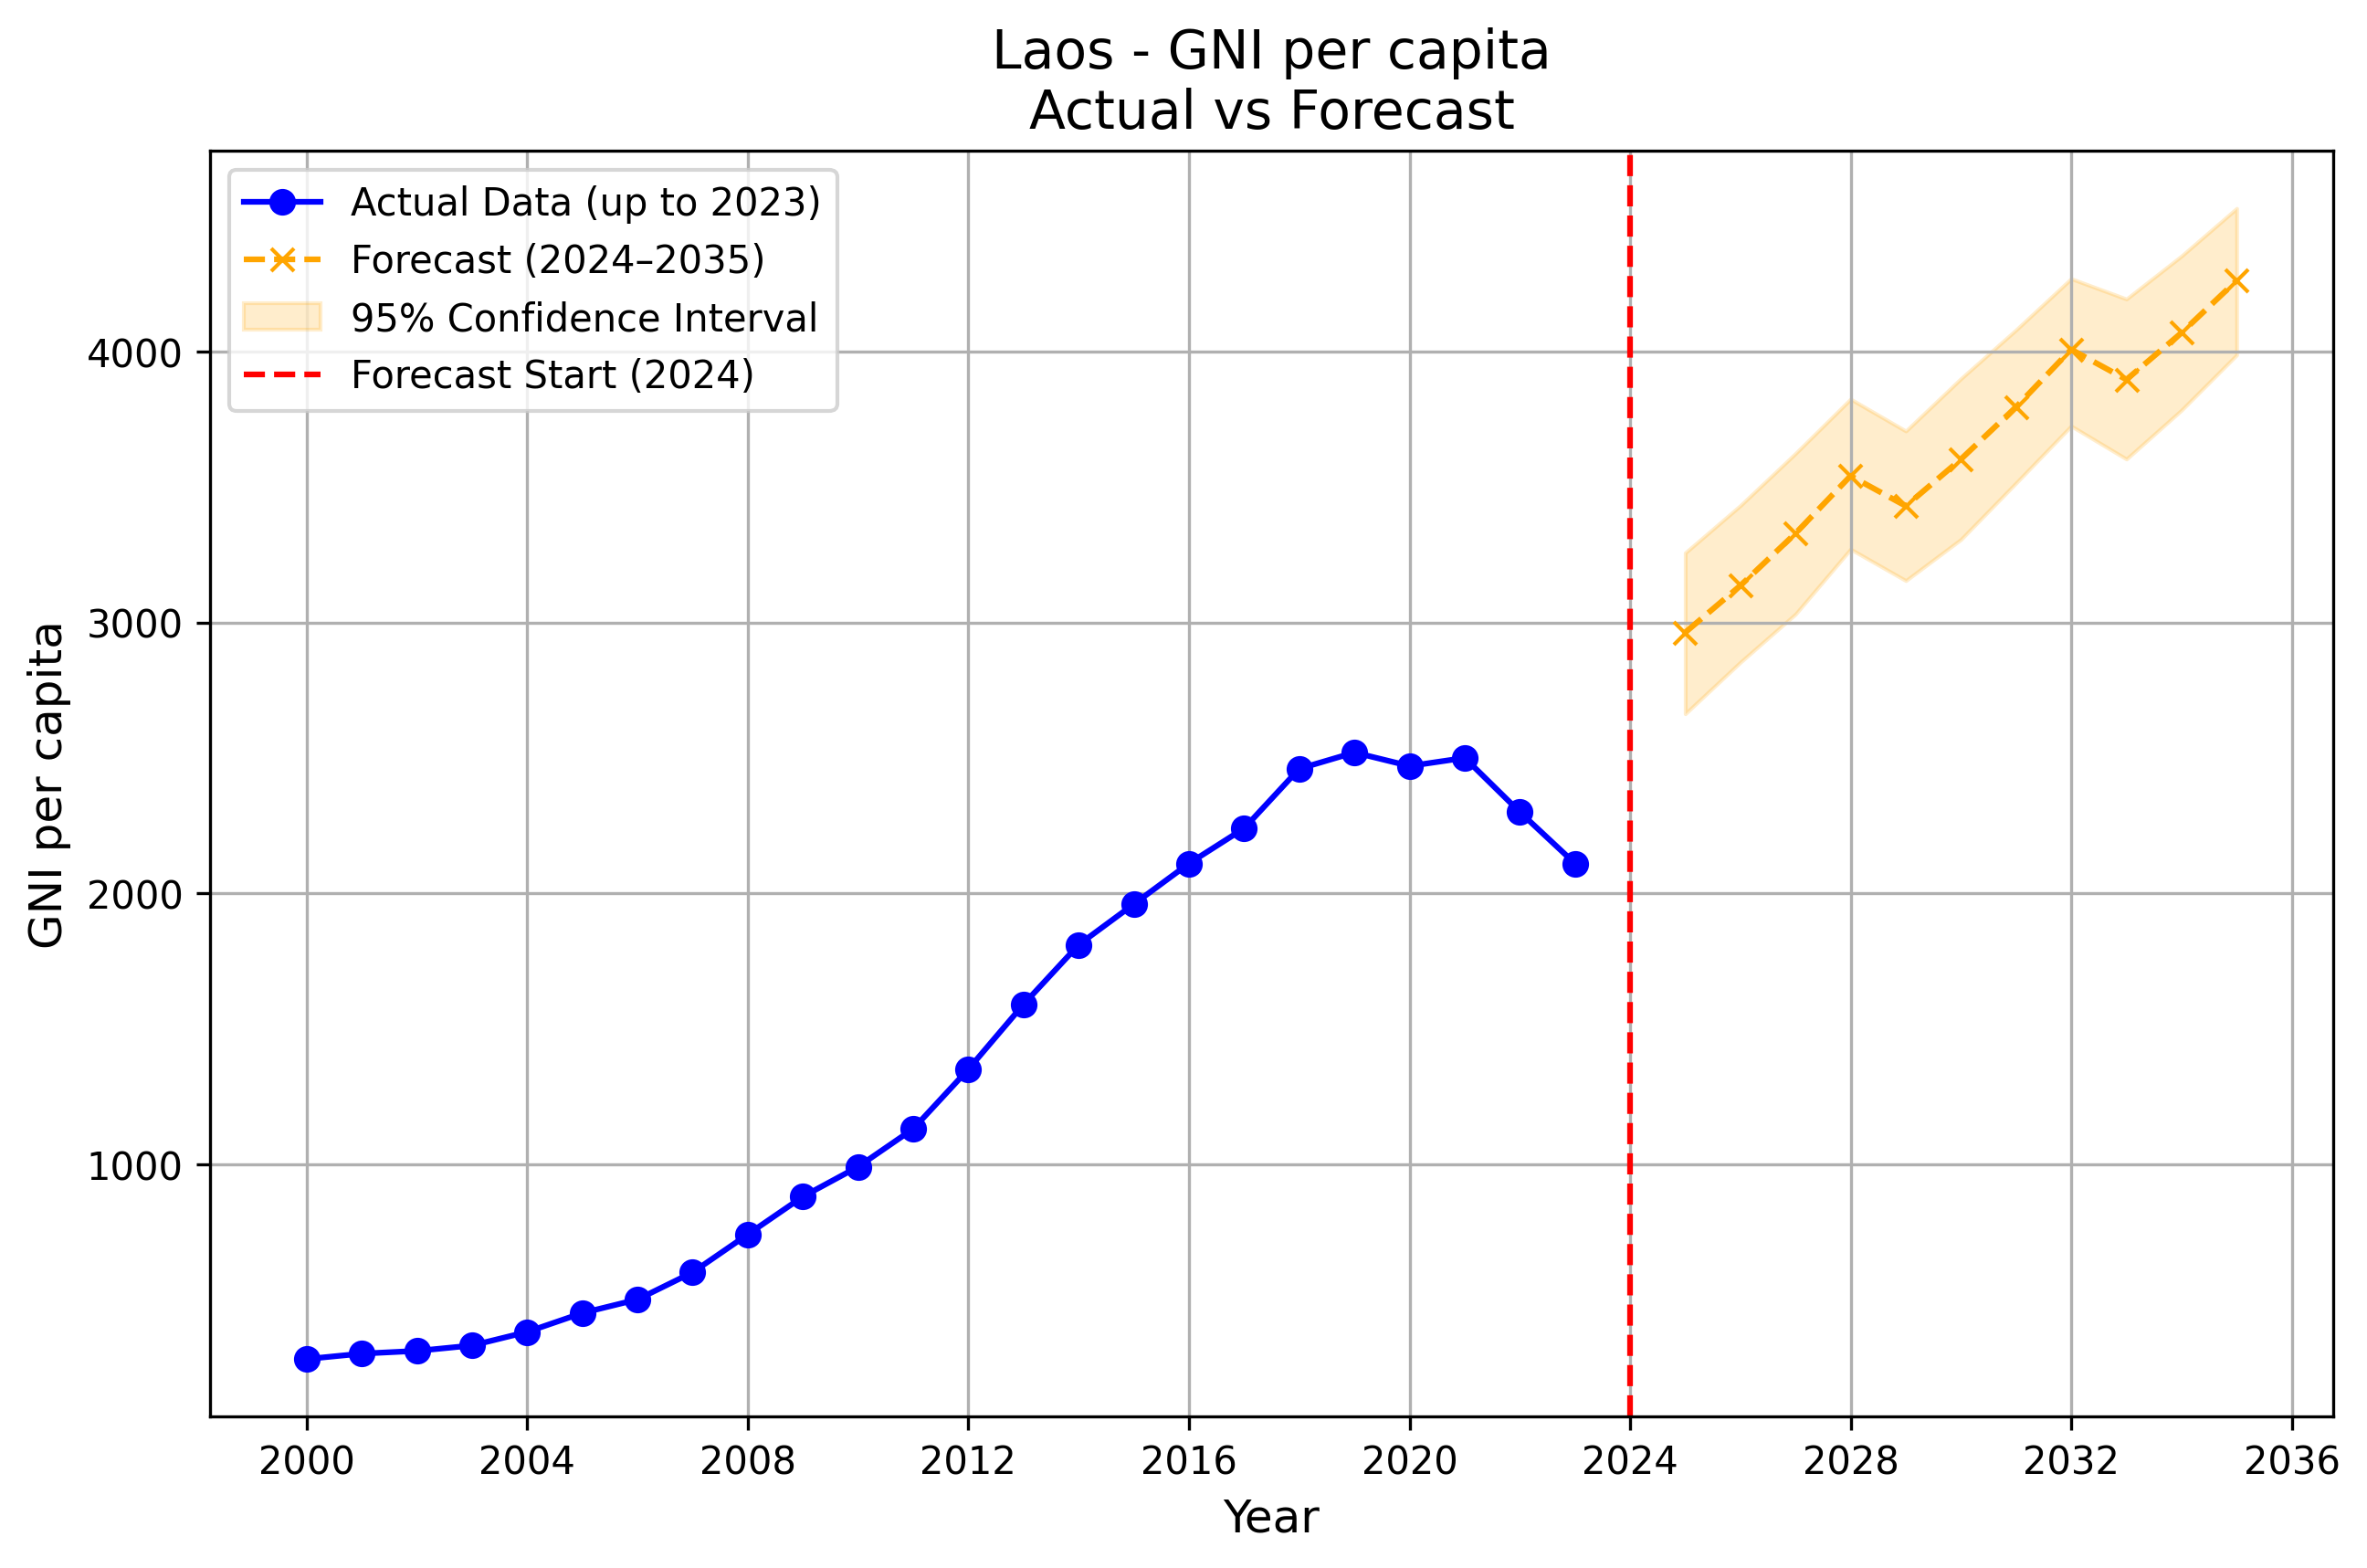 Laos - GNI per capita
Actual vs Forecast
Actual Data (up to 2023)
Forecast (2024–2035)
95% Confidence Interval
Forecast Start (2024)
GNI per capita
4000
3000
2000
1000
2000 2004 2008 2012 2016 2020 2024 2028 2032 2036
Year